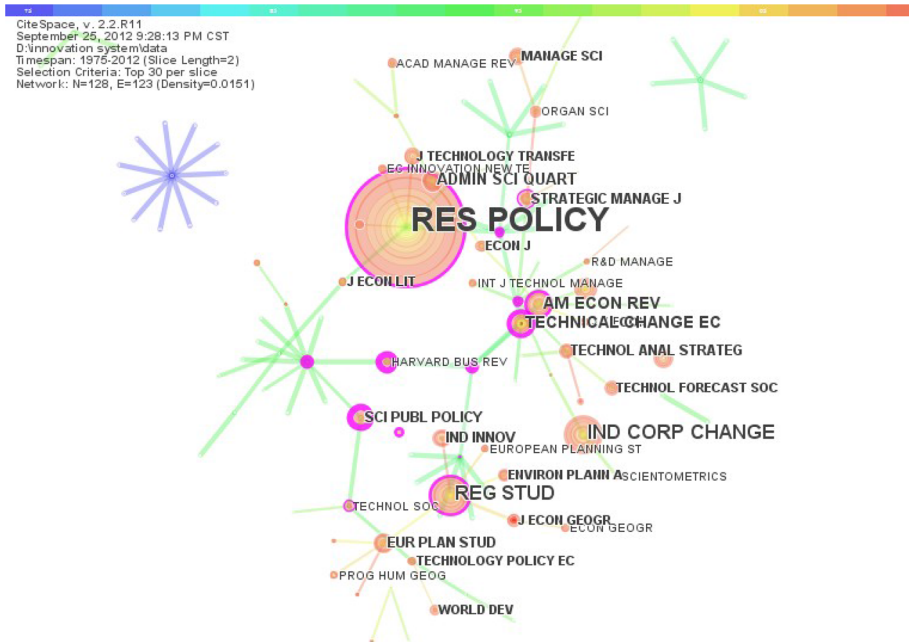 CiteSpace, v. 2.2.R11
September 25, 2012 9:28:13 PM CST
D:\innovation system\data
Timespan: 1975-2012 (Slice Length=2)
Selection Criteria: Top 30 per slice
Network: N=128, E=123 (Density=0.0151)
MANAGE SCI
ACAD MANAGE REV
ORGAN SCI
J TECHNOLOGY TRANSFE
EC INNOVATION NEW TE
ADMIN SCI QUART
STRATEGIC MANAGE J
RES POLICY
ECON J
R&D MANAGE
J ECON LIT
INT J TECHNOL MANAGE
AM ECON REV
TECHNICAL CHANGE EC
TECHNOL ANAL STRATEG
HARVARD BUS REV
TECHNOL FORECAST SOC
SCI PUBL POLICY
IND CORP CHANGE
IND INNOV
EUROPEAN PLANNING ST
ENVIRON PLANN A
SCIENTOMETRICS
REG STUD
TECHNOL SOC
J ECON GEOGR
ECON GEOGR
EUR PLAN STUD
TECHNOLOGY POLICY EC
PROG HUM GEOG
WORLD DEV